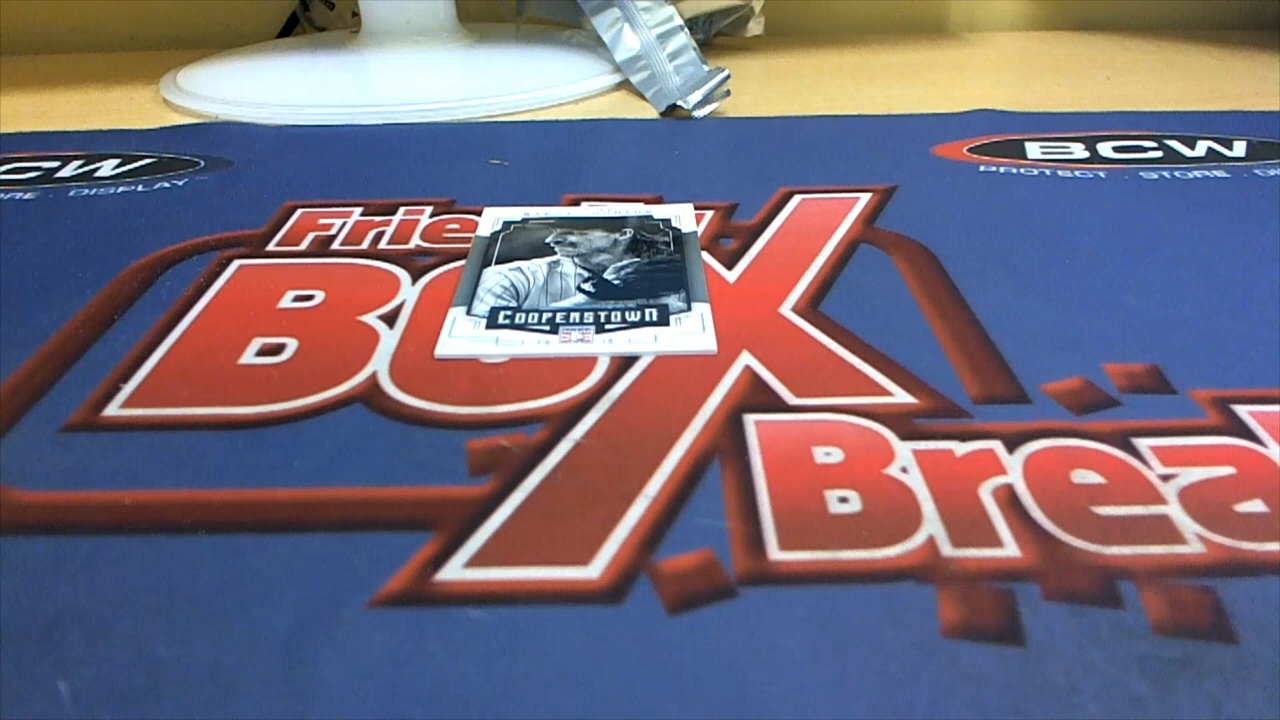 CW
RE · DISPLAY
BCW
PROTECT · STORE
Frie
BOX
Brea
COOPERSTOWN